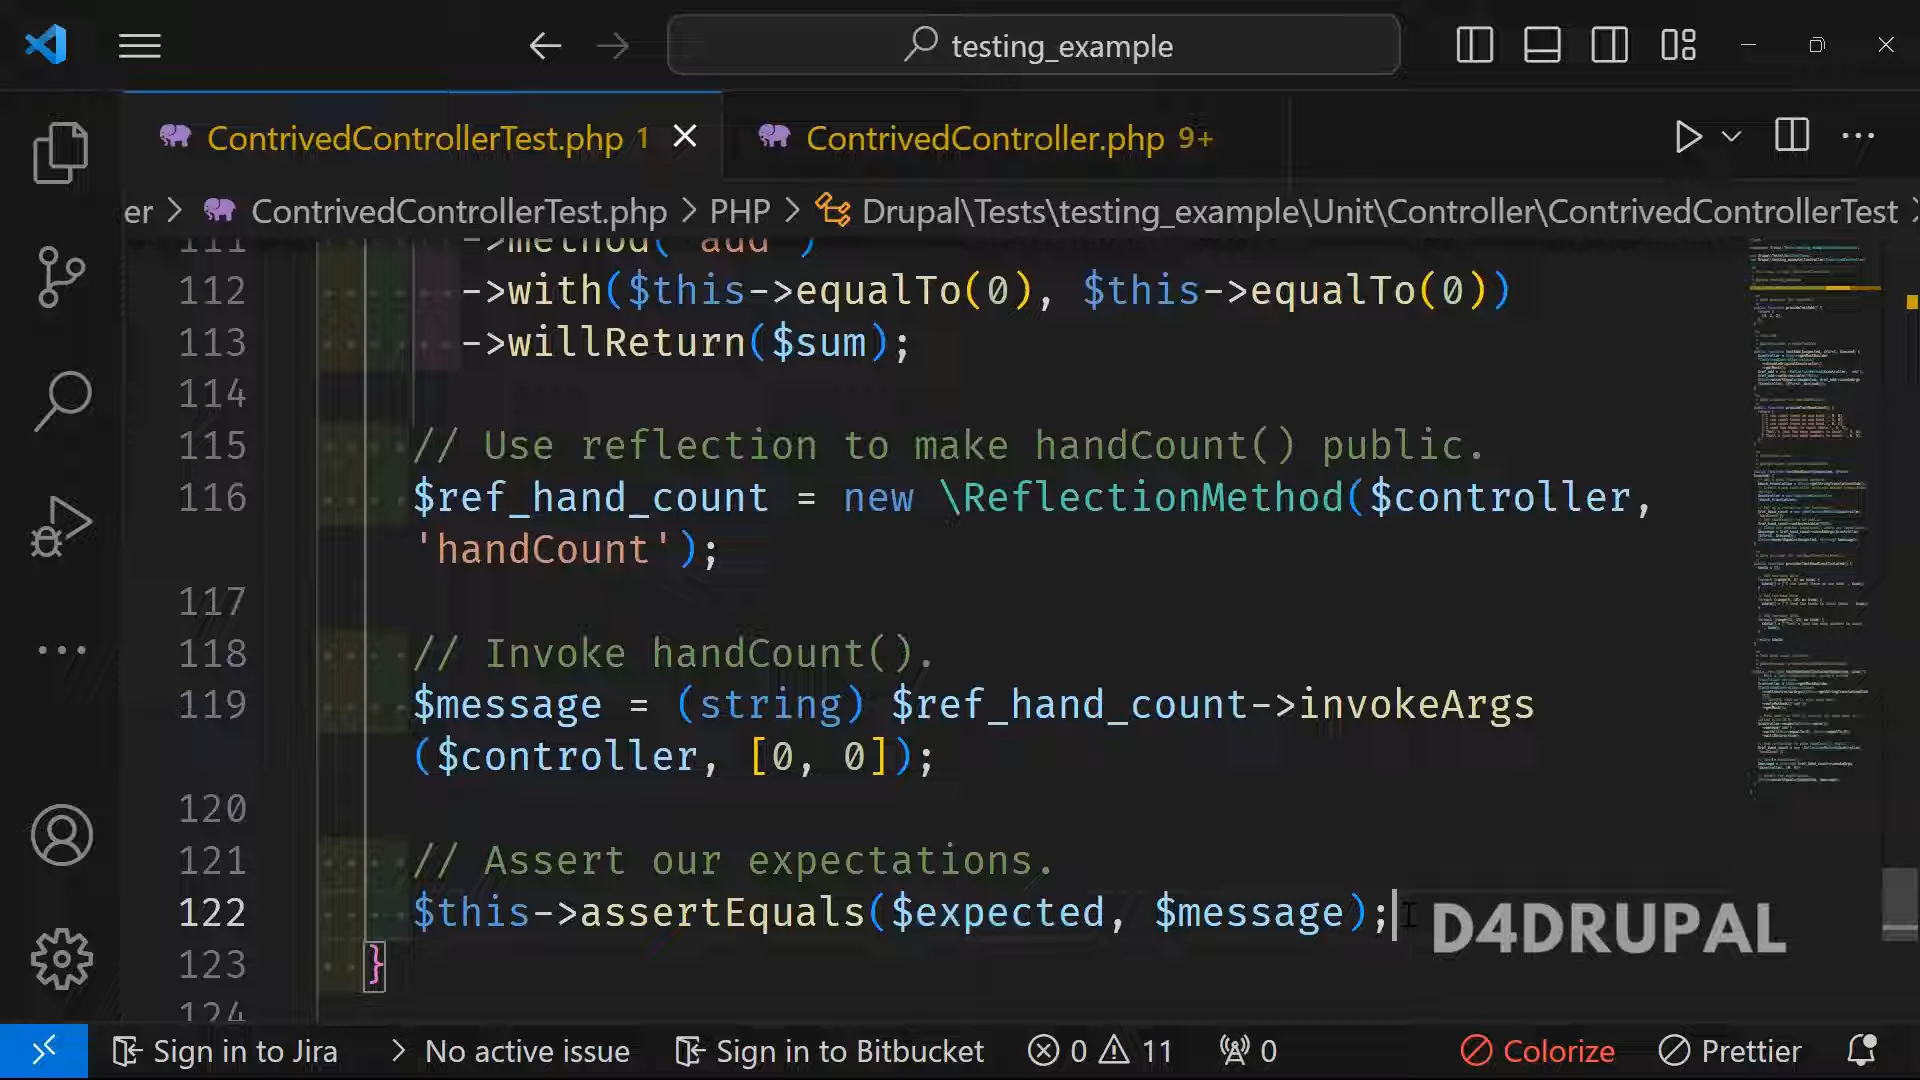 testing_example
ContrivedControllerTest.php 1
ContrivedController.php 9+
er > ContrivedControllerTest.php > PHP > Drupal\Tests\testing_example\Unit\Controller\ContrivedControllerTest
111 ->method('add')
112 ->with($this->equalTo(0), $this->equalTo(0))
113 ->willReturn($sum);
114
115 // Use reflection to make handCount() public.
116 $ref_hand_count = new \ReflectionMethod($controller,
'handCount');
117
118 // Invoke handCount().
119 $message = (string) $ref_hand_count->invokeArgs
($controller, [0, 0]);
120
121 // Assert our expectations.
122 $this->assertEquals($expected, $message);
D4DRUPAL
123 }
124
Sign in to Jira > No active issue Sign in to Bitbucket 0 11 0 Colorize Prettier